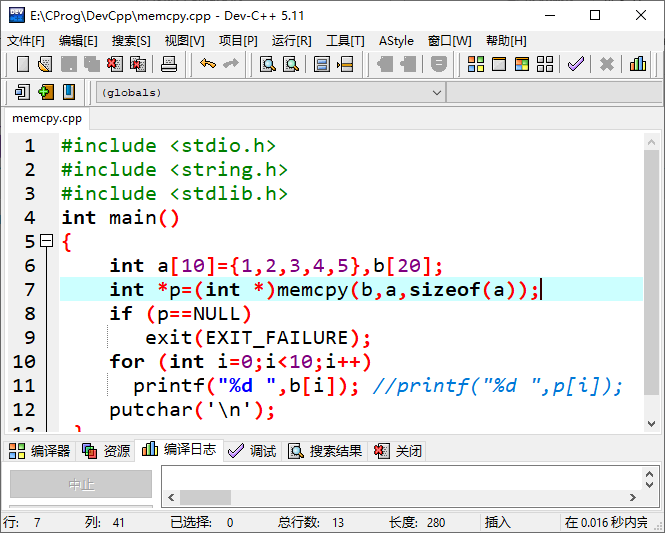 E:\CProg\DevCpp\memcpy.cpp - Dev-C++ 5.11
文件[F] 编辑[E] 搜索[S] 视图[V] 项目[P] 运行[R] 工具[T] AStyle 窗口[W] 帮助[H]
(globals)
memcpy.cpp
1 #include <stdio.h>
2 #include <string.h>
3 #include <stdlib.h>
4 int main()
5 {
6 int a[10]={1,2,3,4,5},b[20];
7 int *p=(int *)memcpy(b,a,sizeof(a));
8 if (p==NULL)
9 exit(EXIT_FAILURE);
10 for (int i=0;i<10;i++)
11 printf("%d ",b[i]); //printf("%d ",p[i]);
12 putchar('\n');
编译器 资源 编译日志 调试 搜索结果 关闭
中止
行: 7 列: 41 已选择: 0 总行数: 13 长度: 280 插入 在 0.016 秒内完